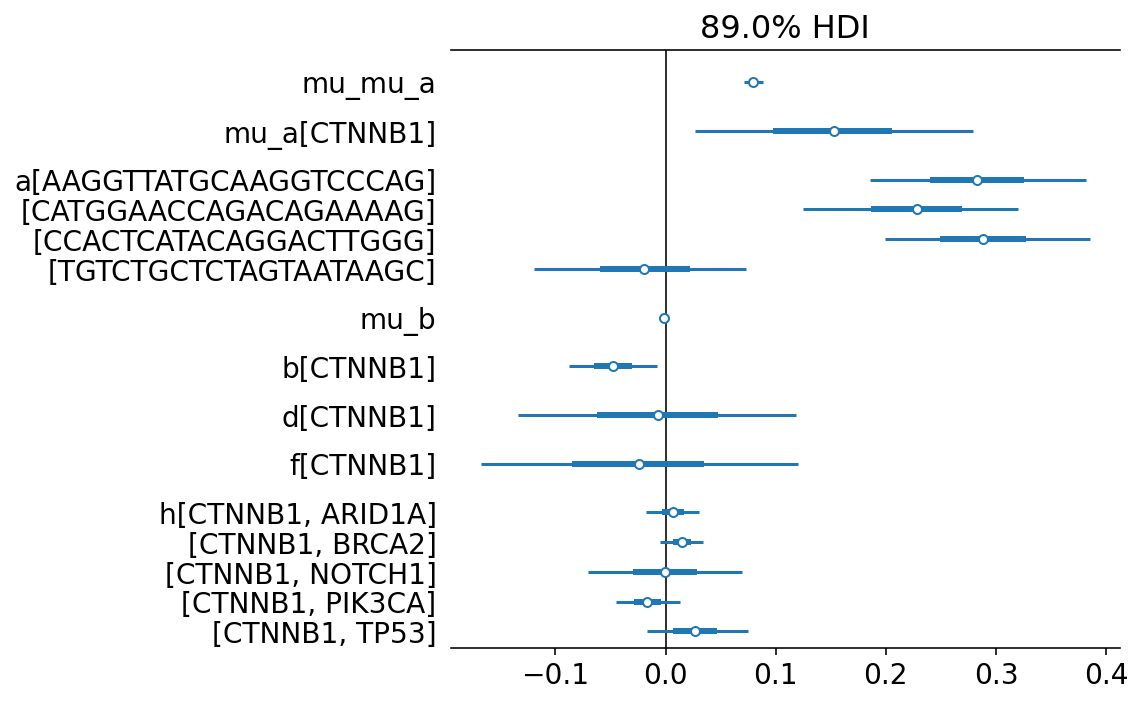 89.0% HDI
mu_mu_a
mu_a[CTNNB1]
a[AAGGTTATGCAAGGTCCCAG]
[CATGGAACCAGACAGAAAAG]
[CCACTCATACAGGACTTGGG]
[TGTCTGCTCTAGTAATAAGC]
mu_b
b[CTNNB1]
d[CTNNB1]
f[CTNNB1]
h[CTNNB1, ARID1A]
[CTNNB1, BRCA2]
[CTNNB1, NOTCH1]
[CTNNB1, PIK3CA]
[CTNNB1, TP53]
−0.1 0.0 0.1 0.2 0.3 0.4